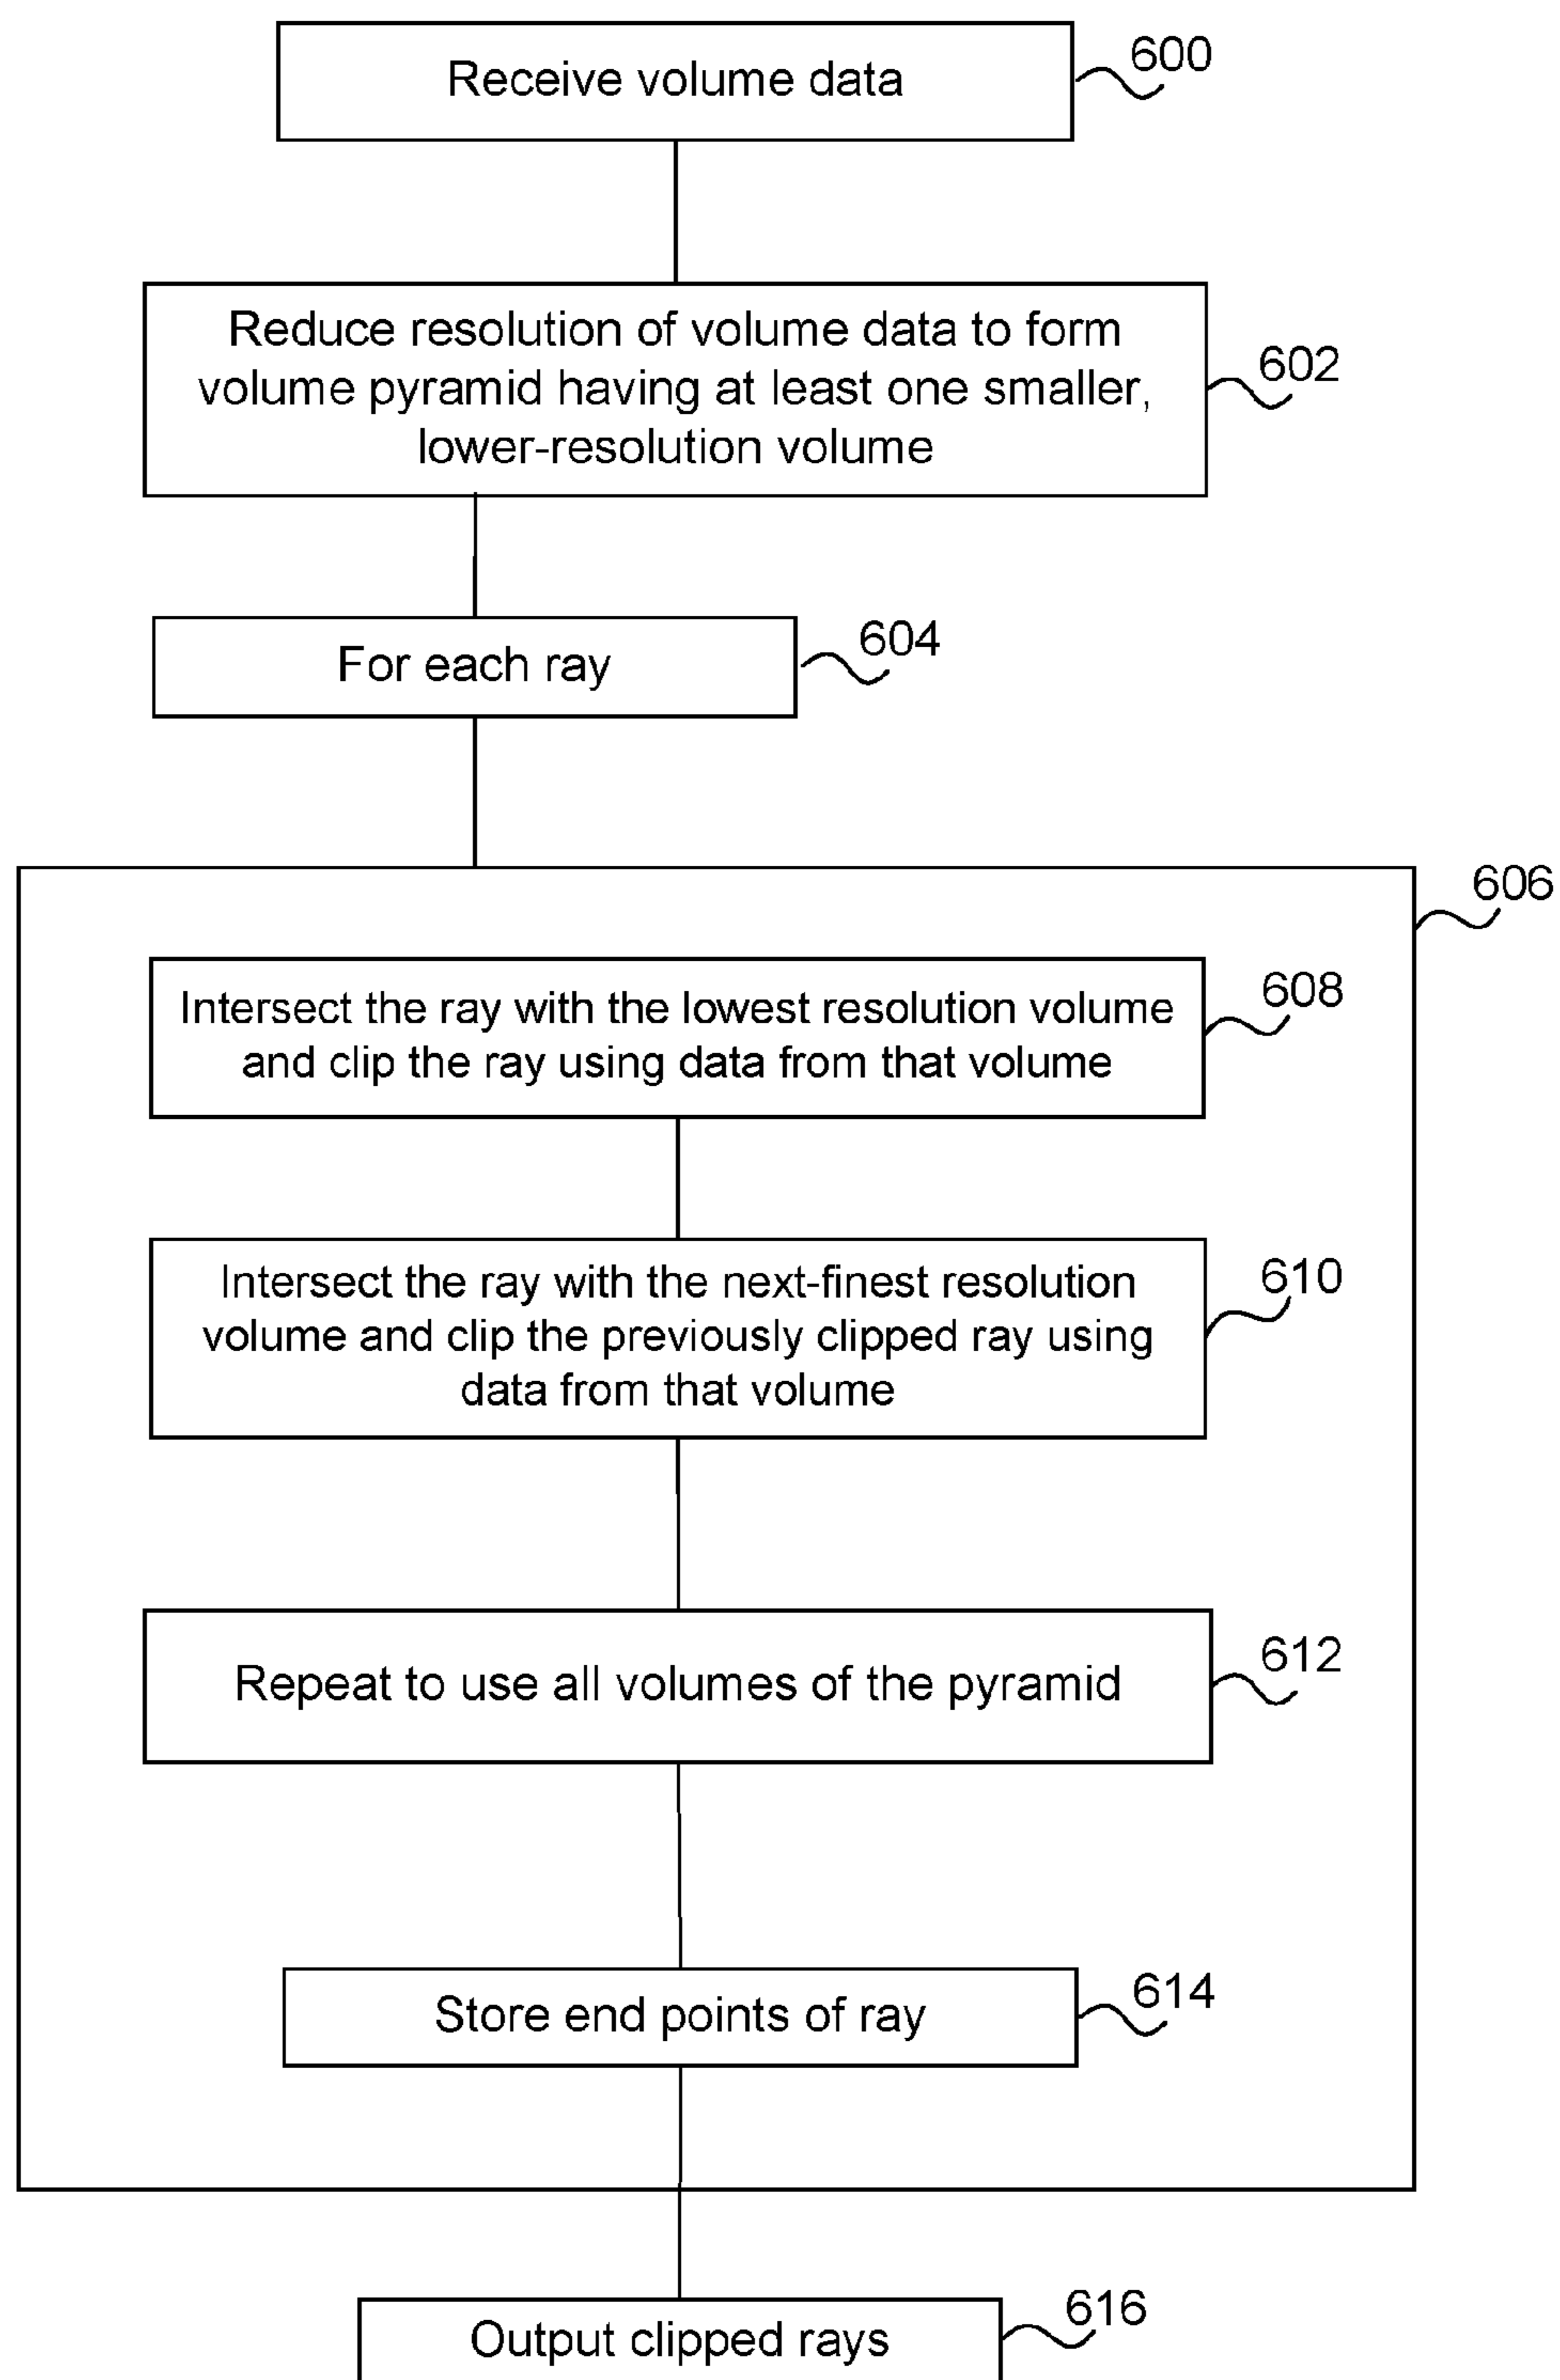 Receive volume data
600
Reduce resolution of volume data to form
volume pyramid having at least one smaller,
lower-resolution volume
602
For each ray
604
606
Intersect the ray with the lowest resolution volume
and clip the ray using data from that volume
608
Intersect the ray with the next-finest resolution
volume and clip the previously clipped ray using
data from that volume
610
Repeat to use all volumes of the pyramid
612
Store end points of ray
614
Output clipped rays
616